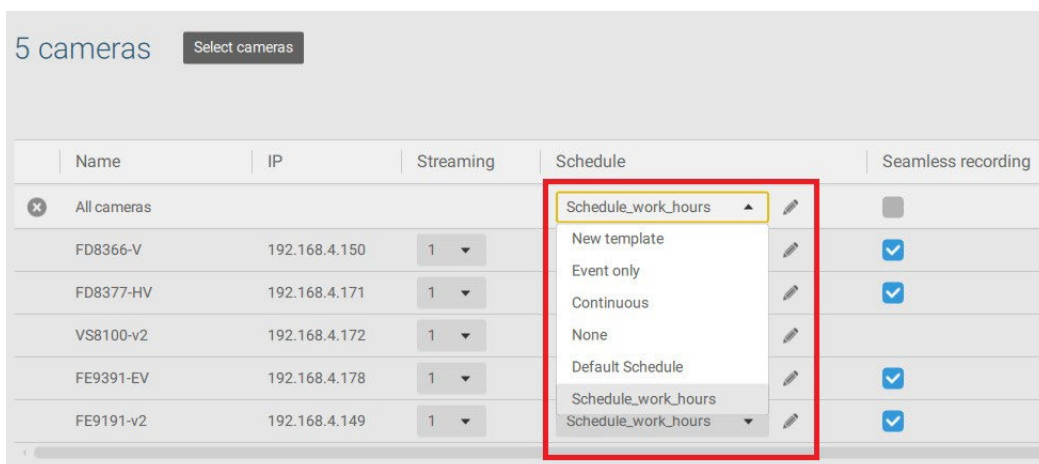 5 cameras Select cameras
Name IP Streaming Schedule Seamless recording
All cameras Schedule_work_hours
FD8366-V 192.168.4.150 1 New template
Event only
FD8377-HV 192.168.4.171 1 Continuous
VS8100-v2 192.168.4.172 1 None
Default Schedule
FE9391-EV 192.168.4.178 1
Schedule_work_hours
FE9191-v2 192.168.4.149 1 Schedule_work_hours